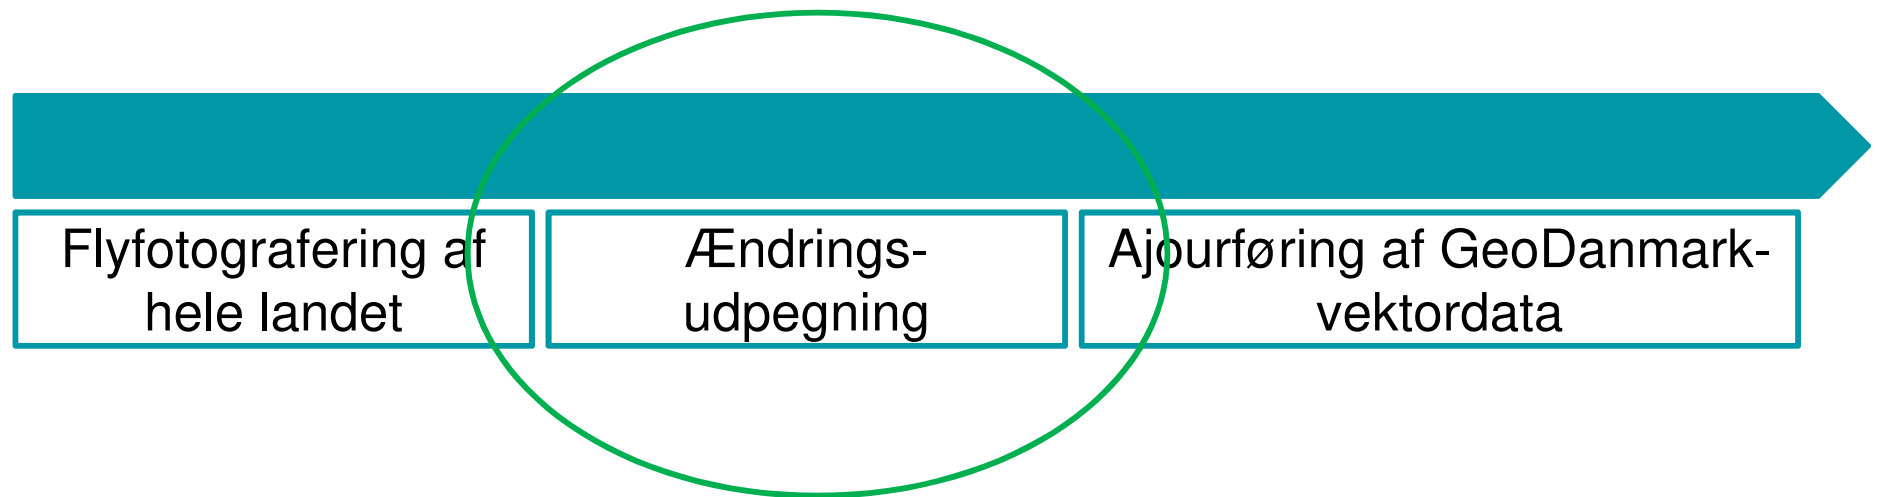 Flyfotografering af
hele landet
Ændrings-
udpegning
Ajourføring af GeoDanmark-
vektordata